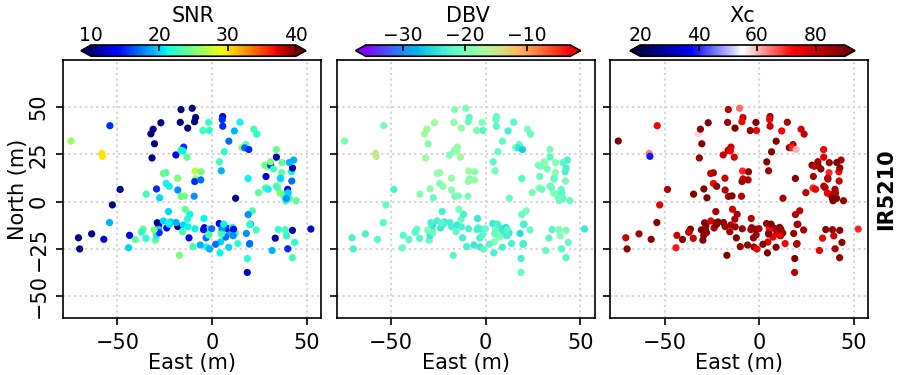 SNR DBV Xc
10 20 30 40 −30 −20 −10 20 40 60 80
North (m)
50
25
0
−25
−50
IR5210
−50 0 50 −50 0 50 −50 0 50
East (m) East (m) East (m)